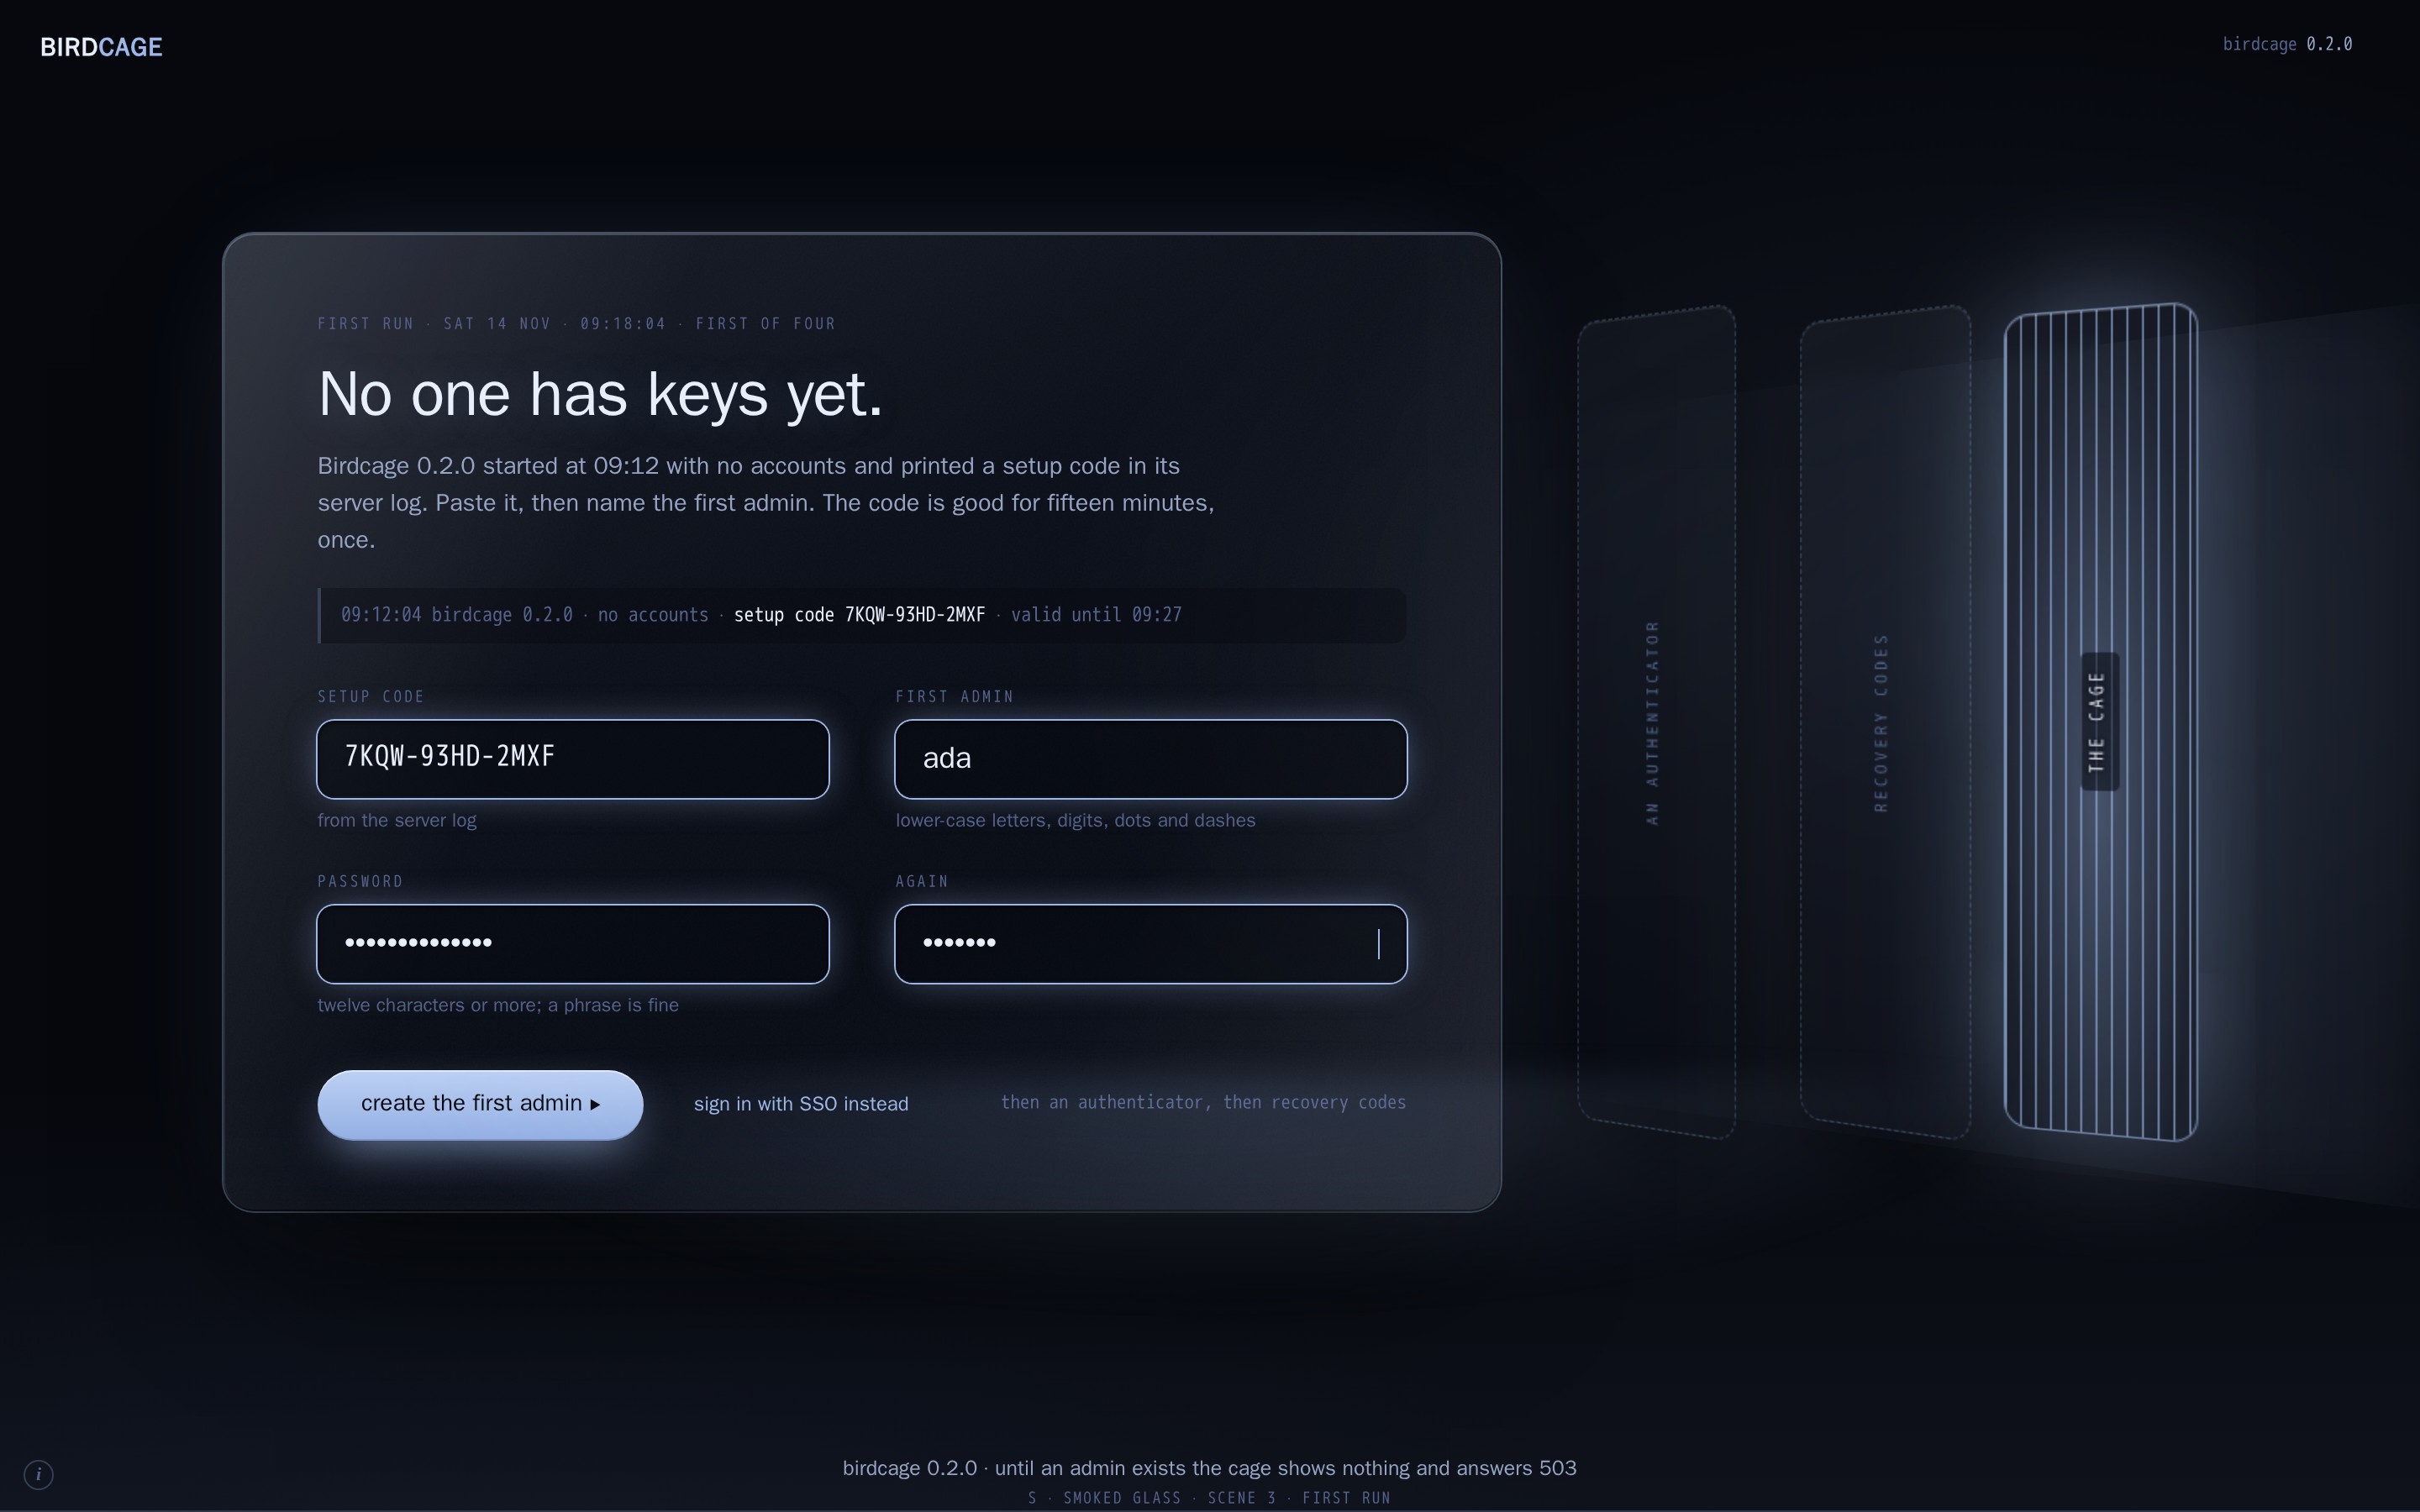 BIRDCAGE
birdcage 0.2.0
FIRST RUN · SAT 14 NOV · 09:18:04 · FIRST OF FOUR
No one has keys yet.
Birdcage 0.2.0 started at 09:12 with no accounts and printed a setup code in its
server log. Paste it, then name the first admin. The code is good for fifteen minutes,
once.
09:12:04 birdcage 0.2.0 · no accounts · setup code 7KQW-93HD-2MXF · valid until 09:27
SETUP CODE
7KQW-93HD-2MXF
from the server log
FIRST ADMIN
ada
lower-case letters, digits, dots and dashes
PASSWORD
••••••••••••••
twelve characters or more; a phrase is fine
AGAIN
•••••••
create the first admin ▸
sign in with SSO instead
then an authenticator, then recovery codes
AN AUTHENTICATOR
RECOVERY CODES
THE CAGE
i
birdcage 0.2.0 · until an admin exists the cage shows nothing and answers 503
S · SMOKED GLASS · SCENE 3 · FIRST RUN